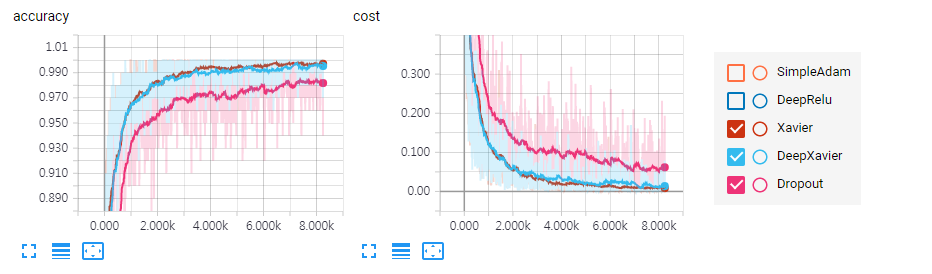 accuracy
1.01
0.990
0.970
0.950
0.930
0.910
0.890
0.000 2.000k 4.000k 6.000k 8.000k
cost
0.300
0.200
0.100
0.00
0.000 2.000k 4.000k 6.000k 8.000k
SimpleAdam
DeepRelu
Xavier
DeepXavier
Dropout